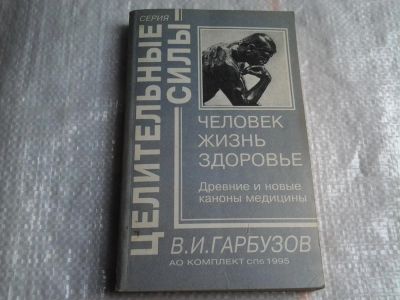 СЕРИЯ
ЦЕЛИТЕЛЬНЫЕ
СИЛЫ
ЧЕЛОВЕК
ЖИЗНЬ
ЗДОРОВЬЕ
Древние и новые
каноны медицины
В.И.ГАРБУЗОВ
АО КОМПЛЕКТ СПб 1995